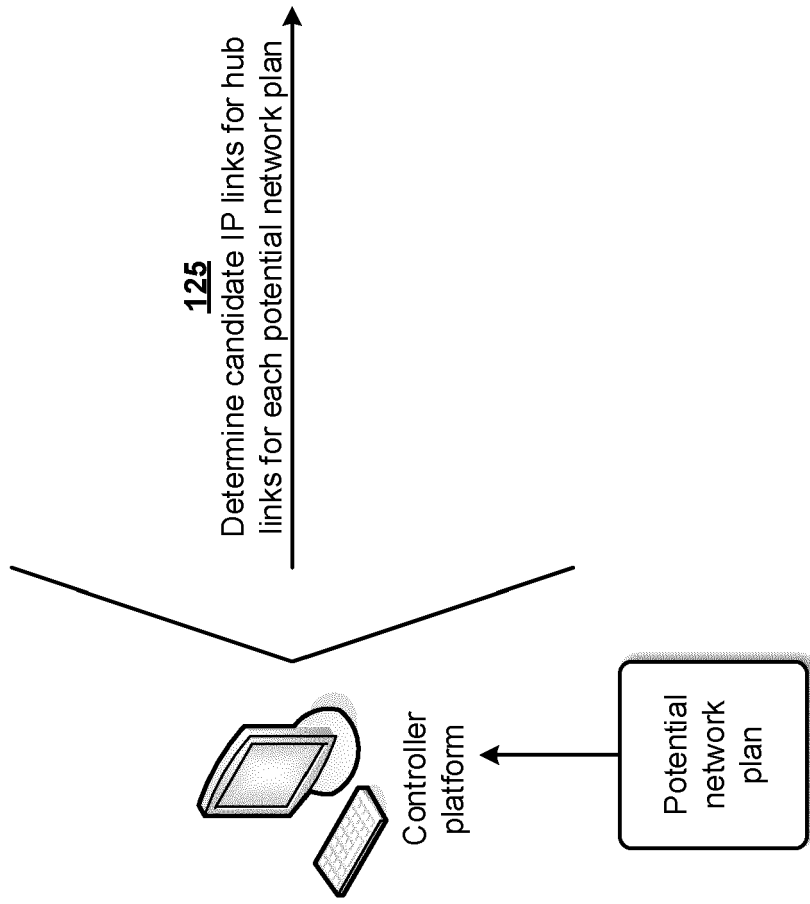 125
Determine candidate IP links for hub
links for each potential network plan
Controller
platform
Potential
network
plan